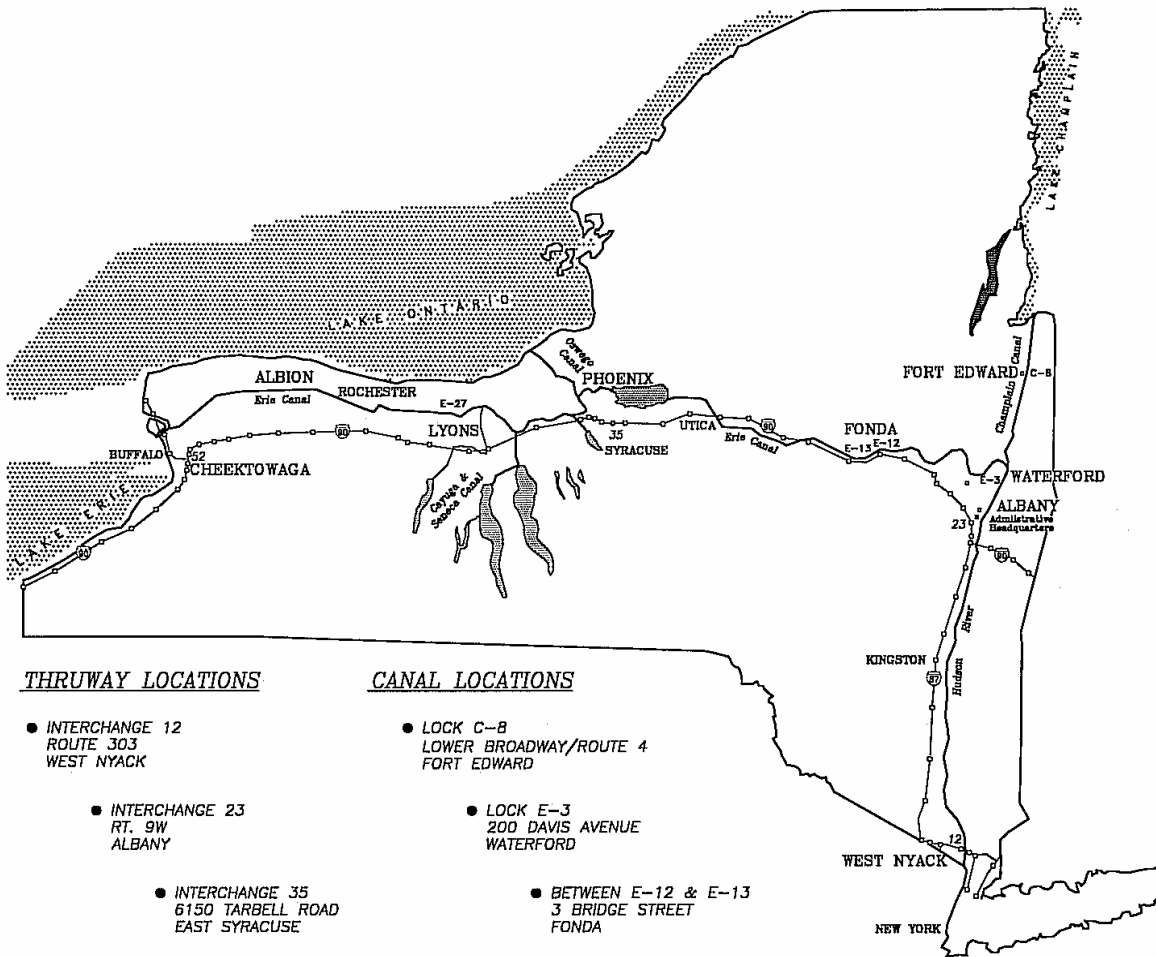 LAKE CHAMPLAIN
LAKE ONTARIO
Oswego
Canal
PHOENIX
FORT EDWARD
C-8
Champlain Canal
ALBION
ROCHESTER
Erie Canal
E-27
LYONS
90
35
SYRACUSE
UTICA
90
Erie Canal
FONDA
E-13
E-12
E-3
WATERFORD
ALBANY
Admiistrative
Headquarters
23
90
BUFFALO
52
CHEEKTOWAGA
LAKE ERIE
90
Cayuga &
Seneca Canal
KINGSTON
87
Hudson
River
12
WEST NYACK
NEW YORK
THRUWAY LOCATIONS
● INTERCHANGE 12
ROUTE 303
WEST NYACK
● INTERCHANGE 23
RT. 9W
ALBANY
● INTERCHANGE 35
6150 TARBELL ROAD
EAST SYRACUSE
CANAL LOCATIONS
● LOCK C-8
LOWER BROADWAY/ROUTE 4
FORT EDWARD
● LOCK E-3
200 DAVIS AVENUE
WATERFORD
● BETWEEN E-12 & E-13
3 BRIDGE STREET
FONDA